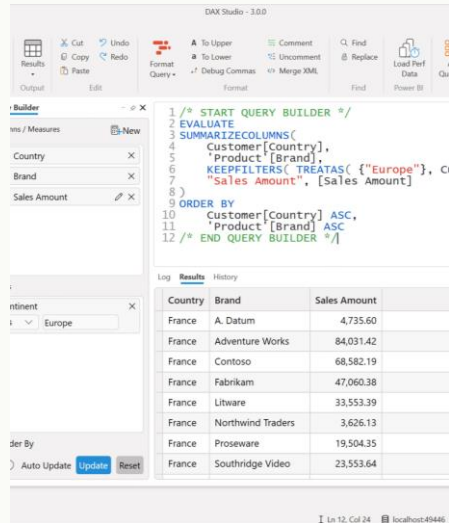 DAX Studio - 3.0.0
Results
Cut
Copy
Paste
Undo
Redo
Format
Query
A To Upper
a To Lower
Debug Commas
Comment
Uncomment
Merge XML
Find
Replace
Load Perf
Data
Output
Edit
Format
Find
Power BI
Builder
/ Measures
New
Country
Brand
Sales Amount
Europe
Auto Update Update Reset
1 /* START QUERY BUILDER */
2 EVALUATE
3 SUMMARIZECOLUMNS(
4 Customer[Country],
5 'Product'[Brand],
6 KEEPFILTERS( TREATAS( {"Europe"},
7 "Sales Amount", [Sales Amount]
8 )
9 ORDER BY
10 Customer[Country] ASC,
11 'Product'[Brand] ASC
12 /* END QUERY BUILDER */
Log Results History
Country Brand Sales Amount
France A. Datum 4,735.60
France Adventure Works 84,031.42
France Contoso 68,582.19
France Fabrikam 47,060.38
France Litware 33,553.39
France Northwind Traders 3,626.13
France Proseware 19,504.35
France Southridge Video 23,553.64
Ln 12, Col 24 localhost:49446